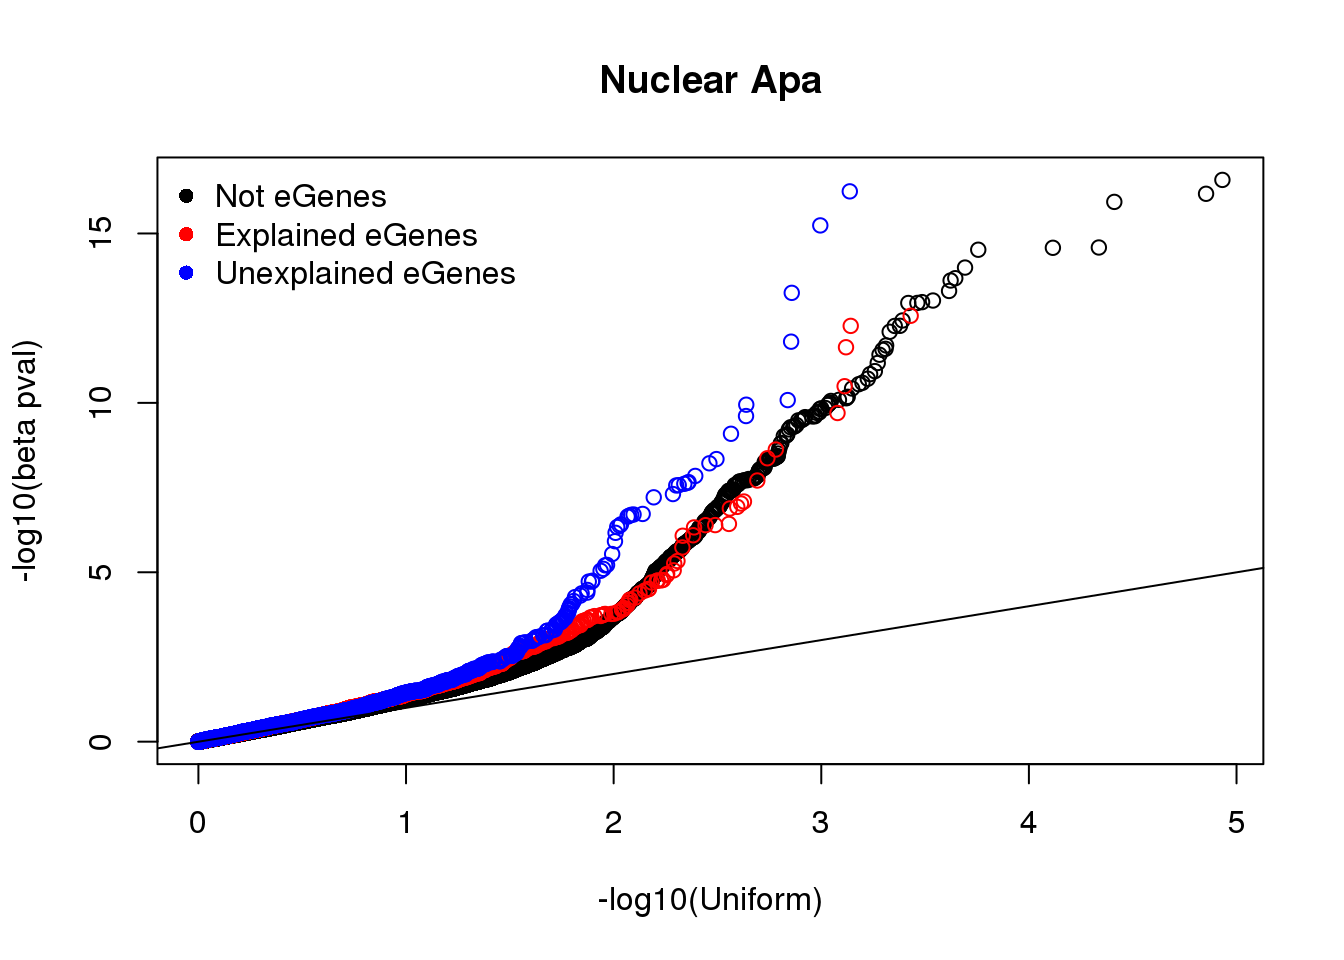 Nuclear Apa
Not eGenes
Explained eGenes
Unexplained eGenes
-log10(beta pval)
15
10
5
0
0 1 2 3 4 5
-log10(Uniform)